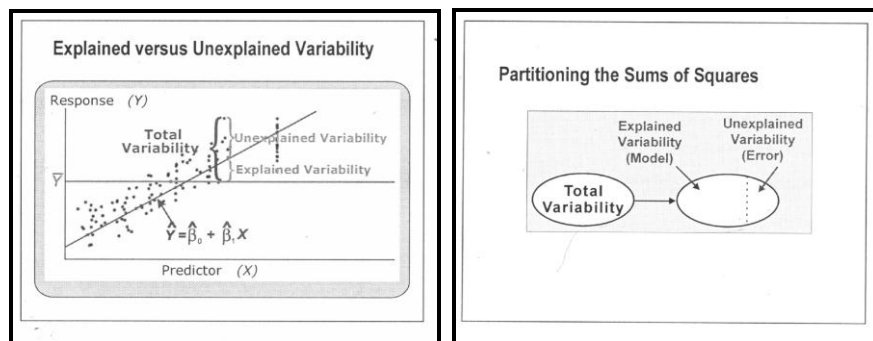 Explained versus Unexplained Variability
Response (Y)
Total
Variability
Unexplained Variability
Explained Variability
Y̅
Ŷ=β̂₀ + β̂₁X
Predictor (X)
Partitioning the Sums of Squares
Explained
Variability
(Model)
Unexplained
Variability
(Error)
Total
Variability